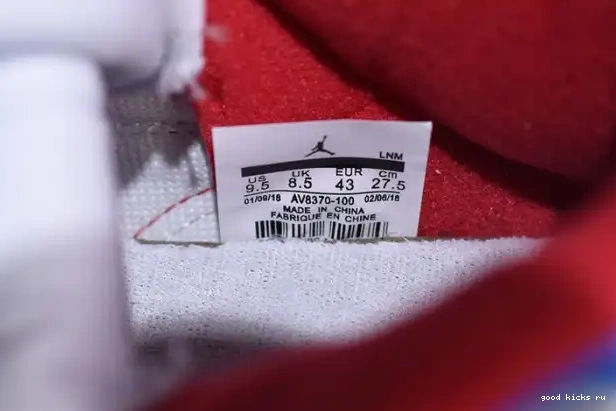 LNM
US UK EUR cm
9.5 8.5 43 27.5
01/09/18 AV8370-100 02/06/18
MADE IN CHINA
FABRIQUE EN CHINE
good kicks ru